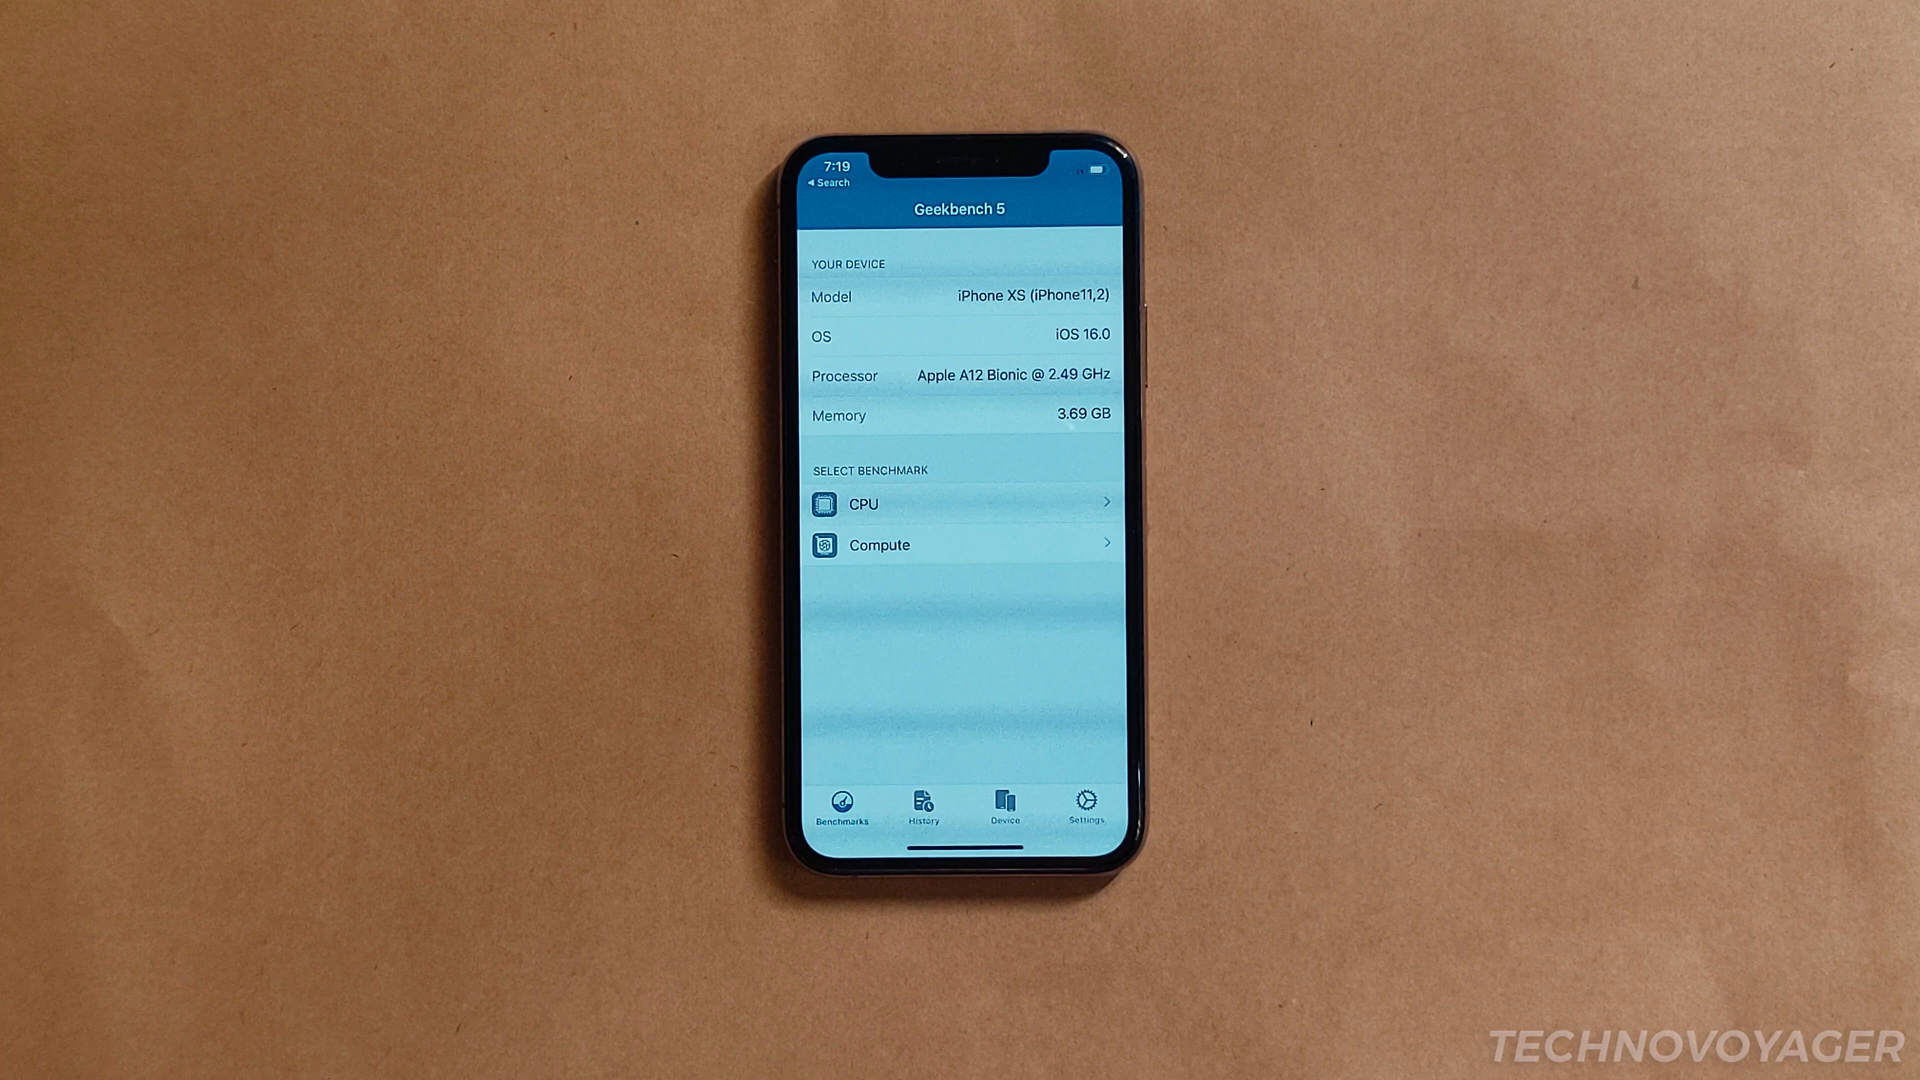 7:19
Search
Geekbench 5
YOUR DEVICE
Model iPhone XS (iPhone11,2)
OS iOS 16.0
Processor Apple A12 Bionic @ 2.49 GHz
Memory 3.69 GB
SELECT BENCHMARK
CPU
Compute
Benchmarks History Device Settings
TECHNOVOYAGER